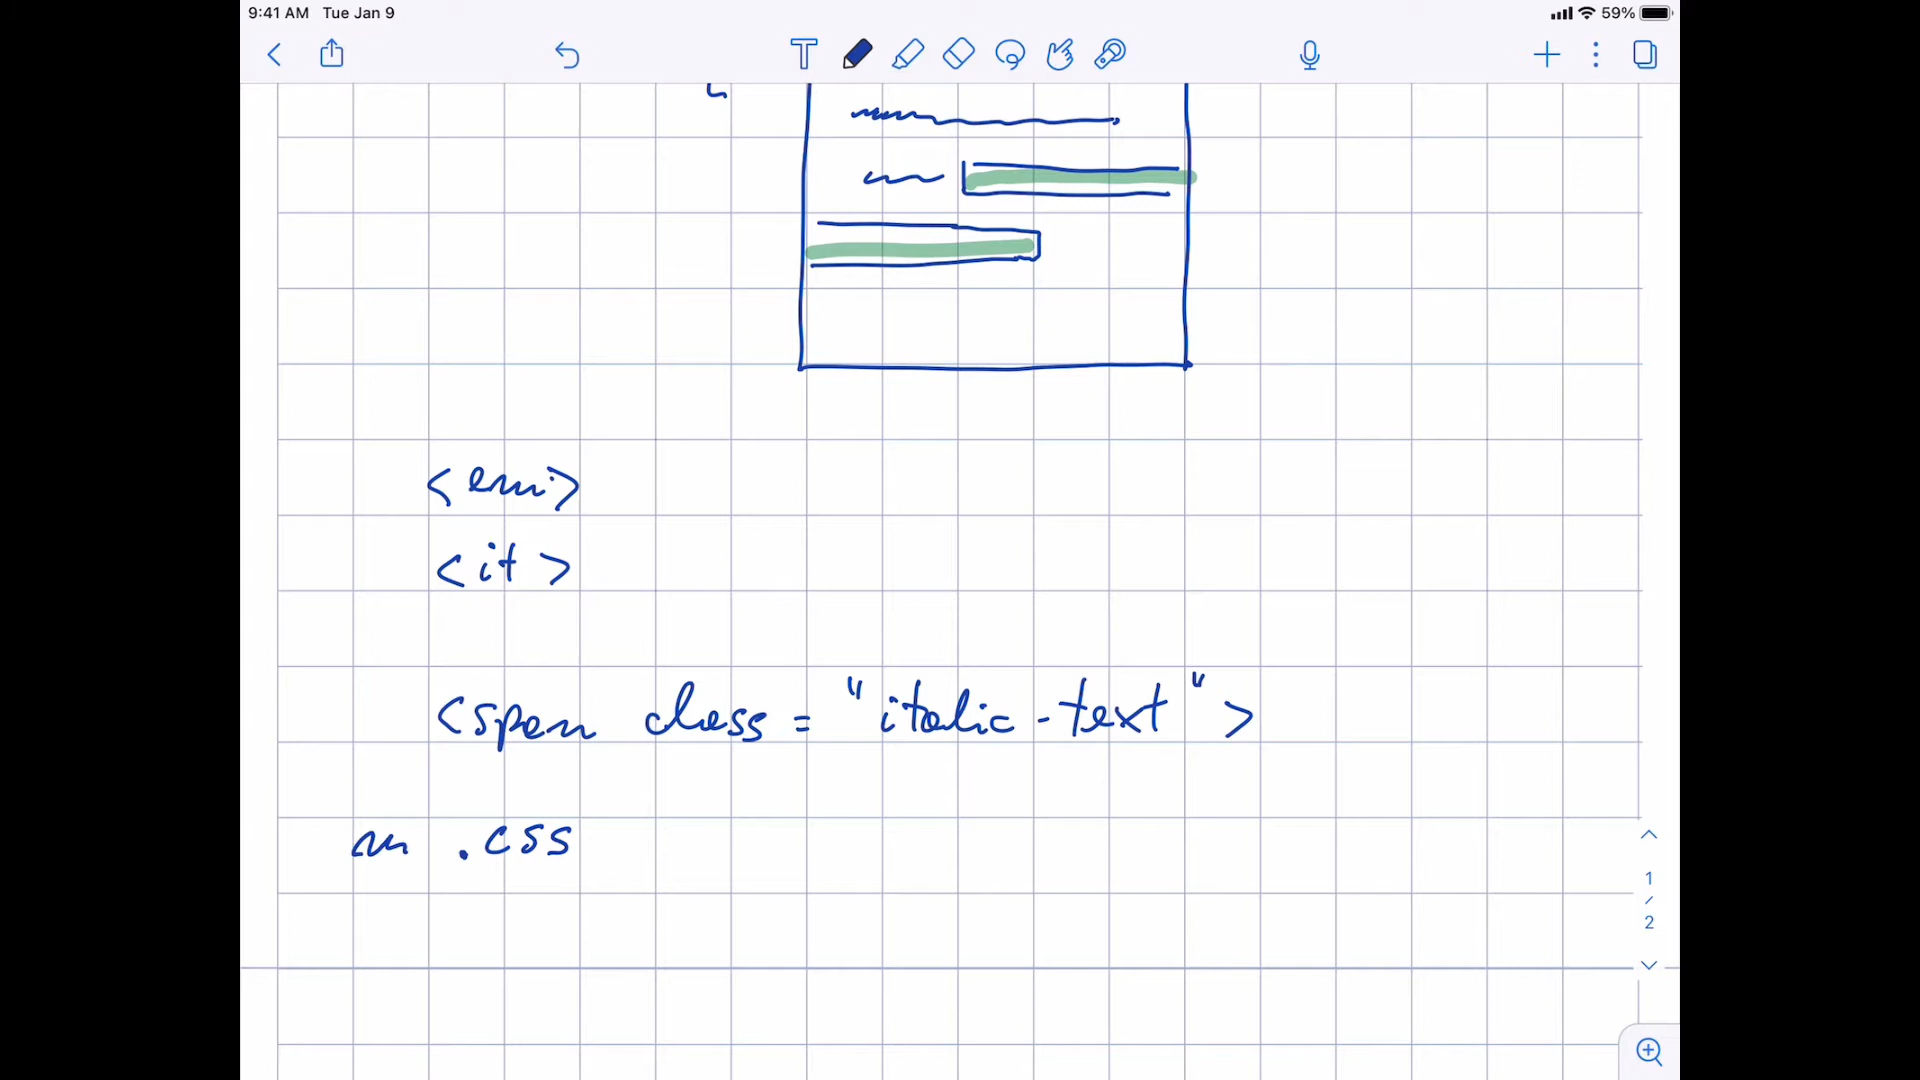 9:41 AM Tue Jan 9 59%
<em>
<it>
<span class = "italic-text">
.css
1
/
2